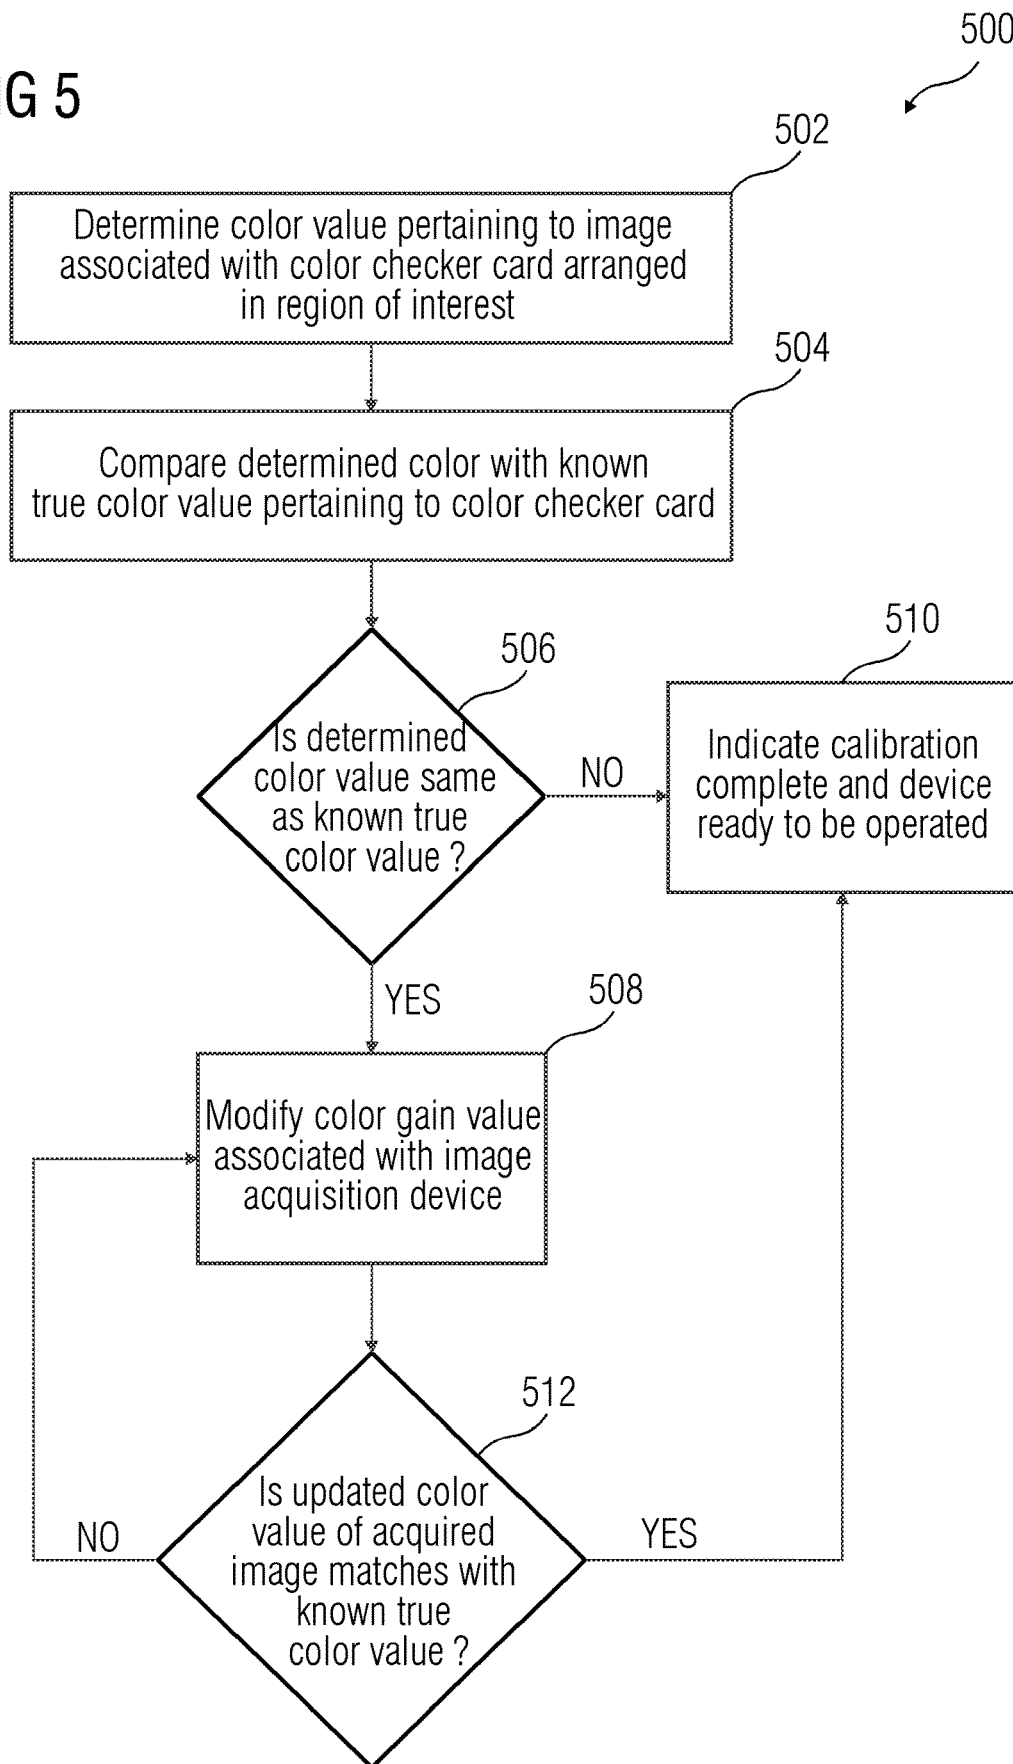 500
G 5
502
Determine color value pertaining to image
associated with color checker card arranged
in region of interest
504
Compare determined color with known
true color value pertaining to color checker card
506
Is determined
color value same
as known true
color value ?
NO
510
Indicate calibration
complete and device
ready to be operated
YES
508
Modify color gain value
associated with image
acquisition device
512
Is updated color
value of acquired
image matches with
known true
color value ?
NO
YES